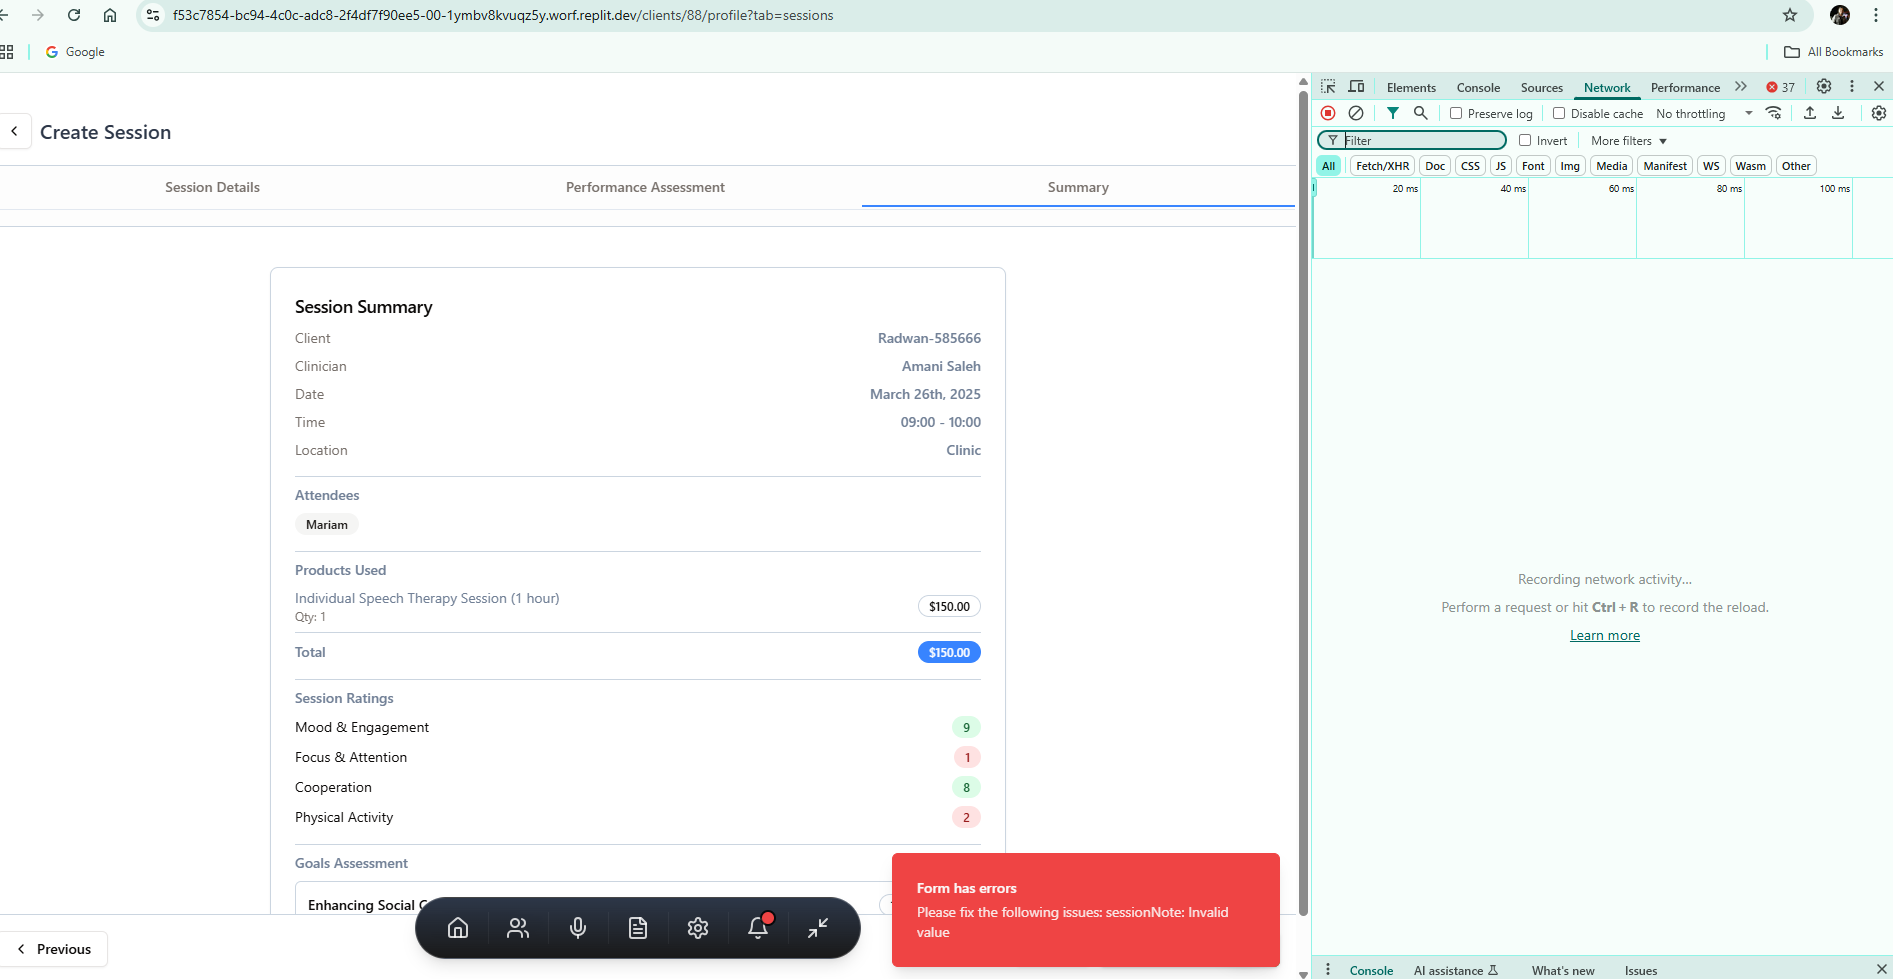 f53c7854-bc94-4c0c-adc8-2f4df7f90ee5-00-1ymbv8kvuqz5y.worf.replit.dev/clients/88/profile?tab=sessions
Google
All Bookmarks
Create Session
Session Details
Performance Assessment
Summary
Session Summary
Client Radwan-585666
Clinician Amani Saleh
Date March 26th, 2025
Time 09:00 - 10:00
Location Clinic
Attendees
Mariam
Products Used
Individual Speech Therapy Session (1 hour)
Qty: 1
$150.00
Total $150.00
Session Ratings
Mood & Engagement 9
Focus & Attention 1
Cooperation 8
Physical Activity 2
Goals Assessment
Enhancing Social
Previous
Form has errors
Please fix the following issues: sessionNote: Invalid
value
Elements Console Sources Network Performance 37
Preserve log Disable cache No throttling
Filter Invert More filters
All Fetch/XHR Doc CSS JS Font Img Media Manifest WS Wasm Other
20 ms 40 ms 60 ms 80 ms 100 ms
Recording network activity...
Perform a request or hit Ctrl + R to record the reload.
Learn more
Console AI assistance What's new Issues